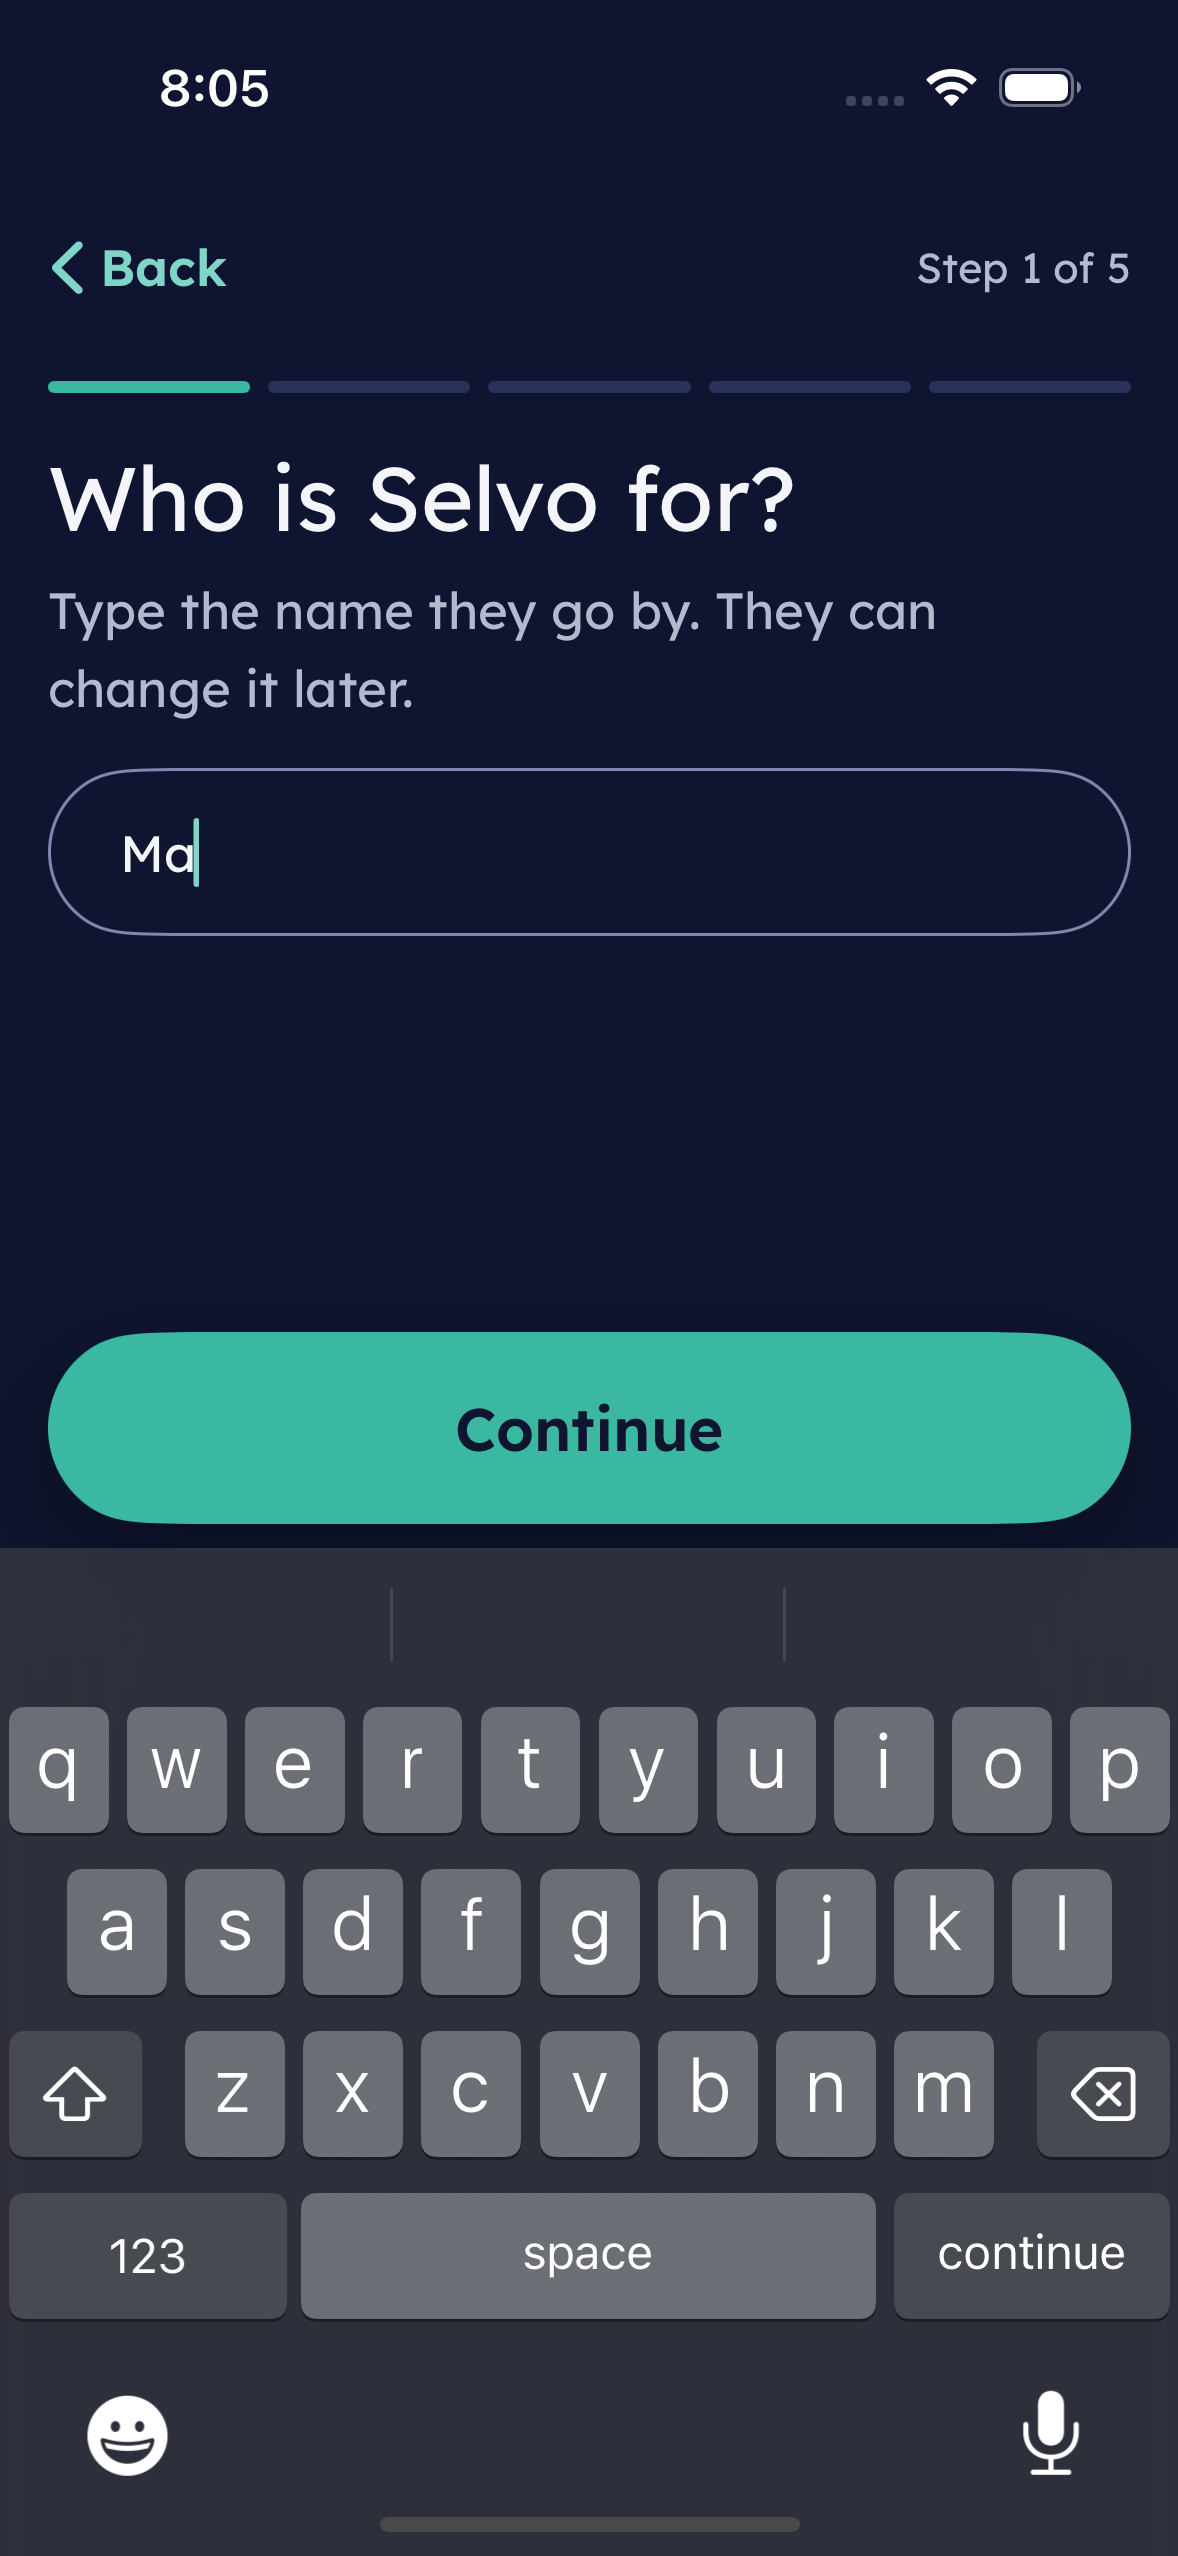 8:05
Back
Step 1 of 5
Who is Selvo for?
Type the name they go by. They can
change it later.
Ma
Continue
q w e r t y u i o p
a s d f g h j k l
z x c v b n m
123 space continue